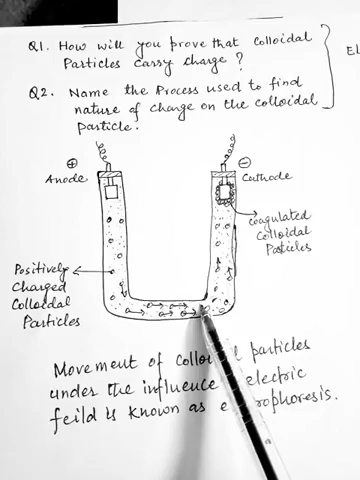 Q1. How will you prove that colloidal
Particles carry charge ?
El
Q2. Name the Process used to find
nature of charge on the colloidal
particle.
+
−
Anode
Cathode
Coagulated
Colloidal
Particles
Positively
Charged
Colloidal
Particles
Movement of particles
under the influence electric
feild is known as